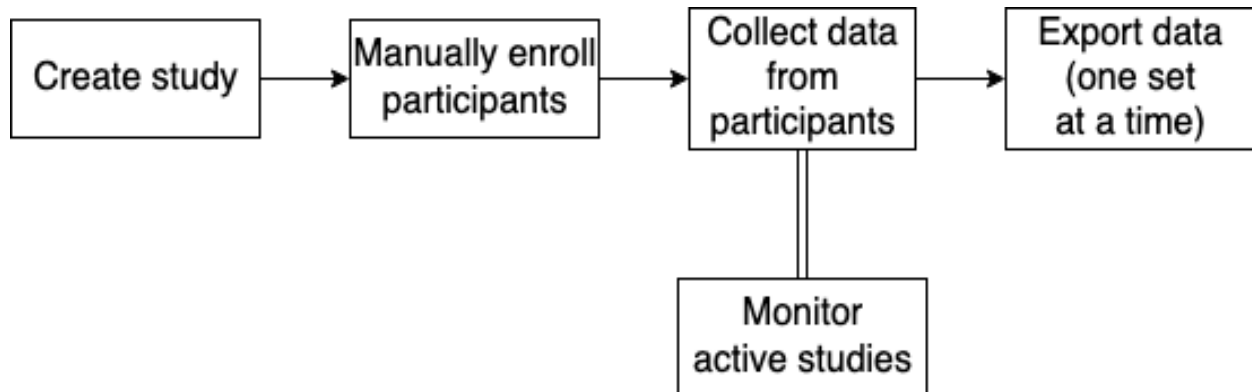 Create study
Manually enroll
participants
Collect data
from
participants
Export data
(one set
at a time)
Monitor
active studies